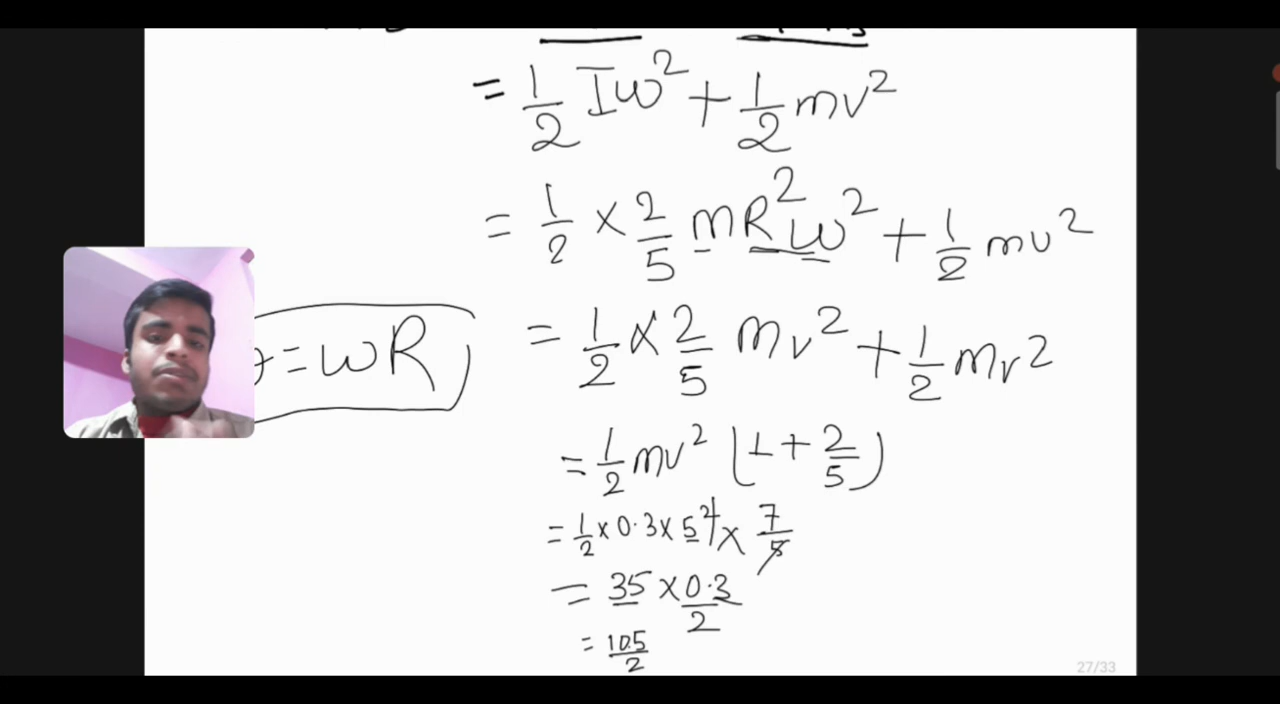 = 1/2 Iω² + 1/2 mv²
= 1/2 × 2/5 mR²ω² + 1/2 mv²
= ωR
= 1/2 × 2/5 mv² + 1/2 mv²
= 1/2 mv² (1 + 2/5)
= 1/2 × 0.3 × 5² × 7/5
= 35 × 0.3/2
= 10.5/2
27/33